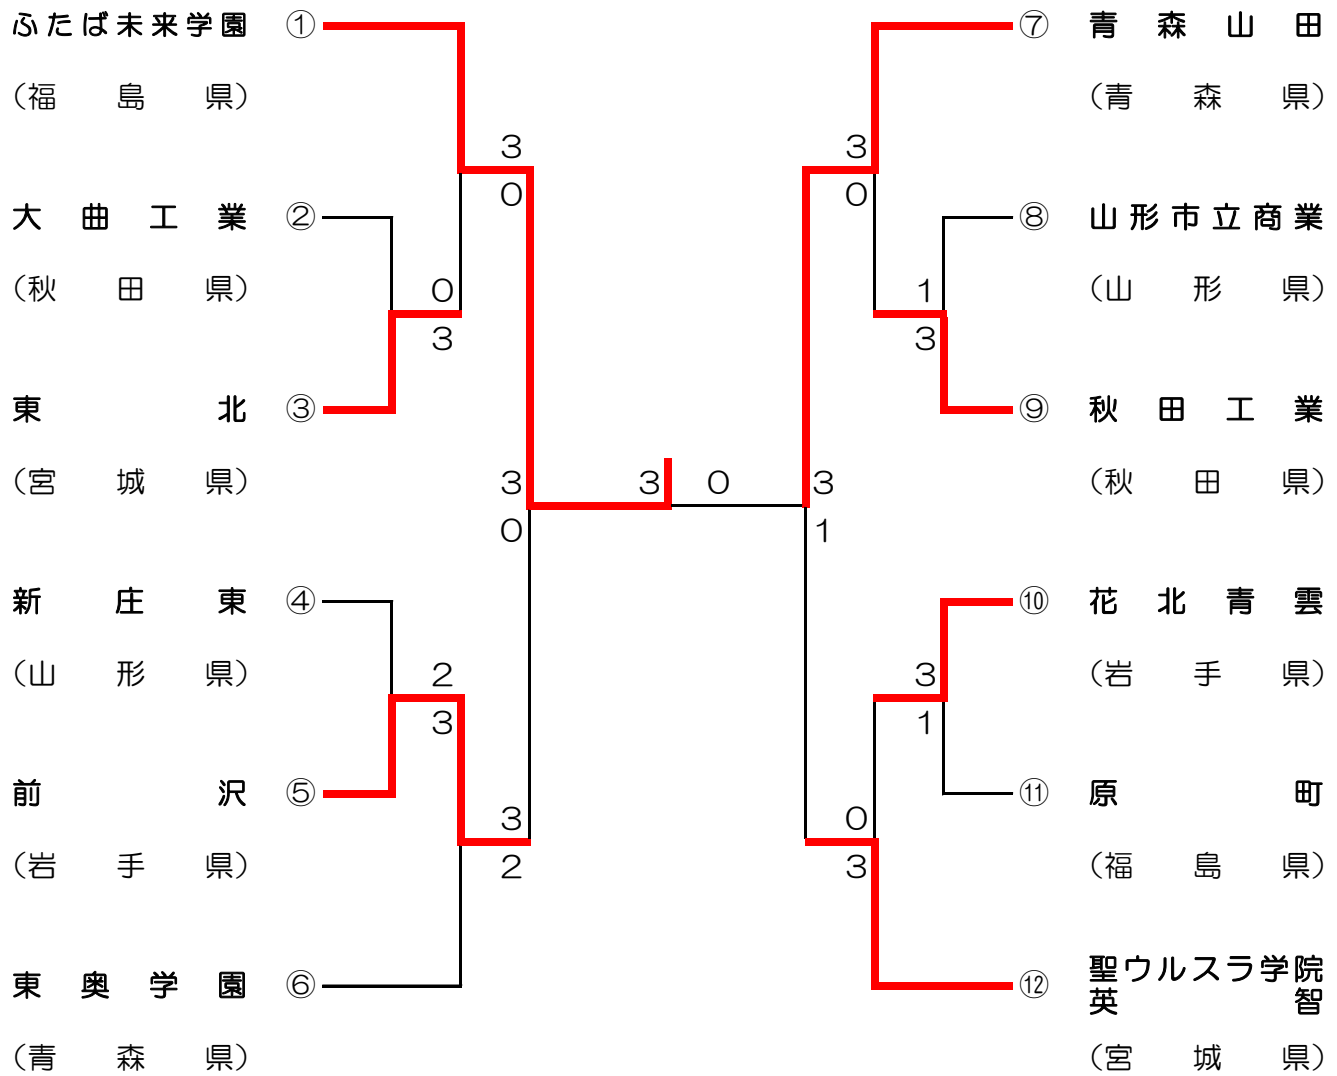 ふたば未来学園 ①
（福島県）
大曲工業 ②
（秋田県）
東北 ③
（宮城県）
新庄東 ④
（山形県）
前沢 ⑤
（岩手県）
東奥学園 ⑥
（青森県）
3
0
0
3
3
0
2
3
3
2
3 0
3
0
1
3
3
1
3
1
0
3
⑦ 青森山田
（青森県）
⑧ 山形市立商業
（山形県）
⑨ 秋田工業
（秋田県）
⑩ 花北青雲
（岩手県）
⑪ 原町
（福島県）
⑫ 聖ウルスラ学院
英智
（宮城県）